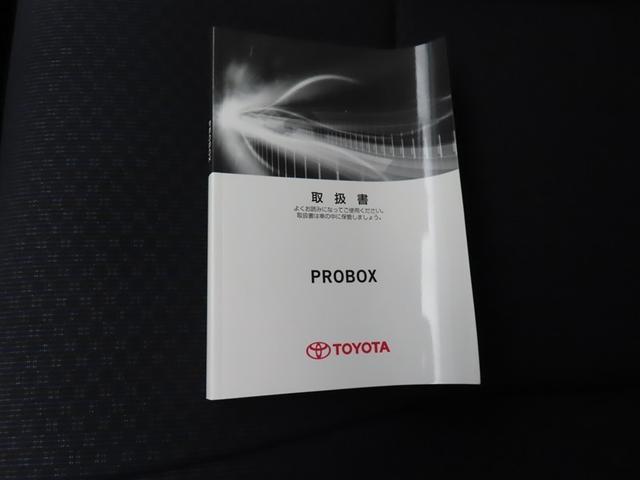 取扱書
よくお読みになってご使用ください。
取扱書は車の中に保管しましょう。
PROBOX
TOYOTA
PROBOX